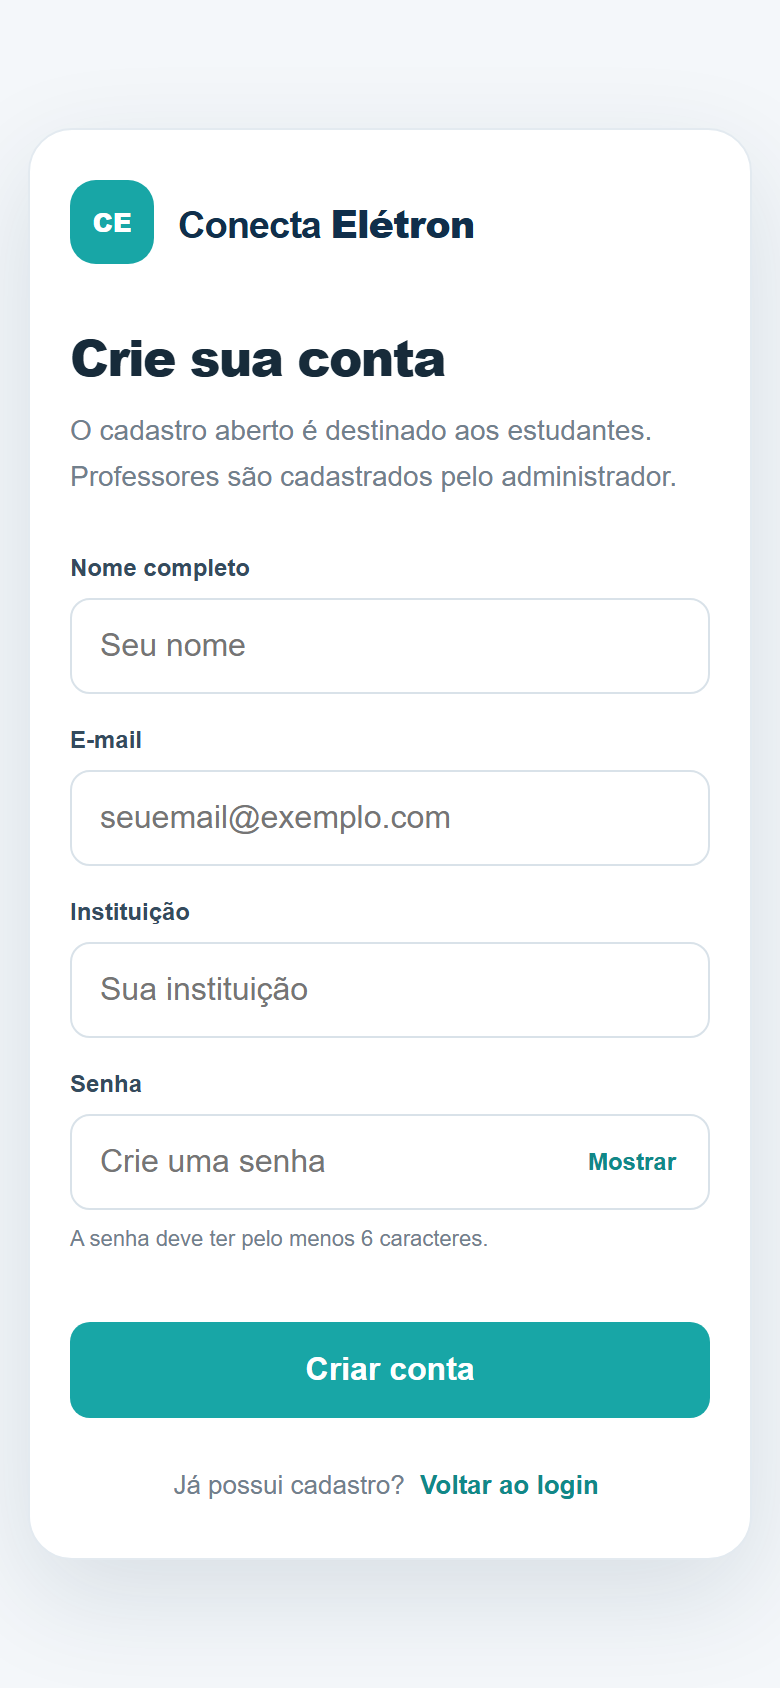 CE
Conecta Elétron
Crie sua conta
O cadastro aberto é destinado aos estudantes.
Professores são cadastrados pelo administrador.
Nome completo
Seu nome
E-mail
seuemail@exemplo.com
Instituição
Sua instituição
Senha
Crie uma senha Mostrar
A senha deve ter pelo menos 6 caracteres.
Criar conta
Já possui cadastro? Voltar ao login